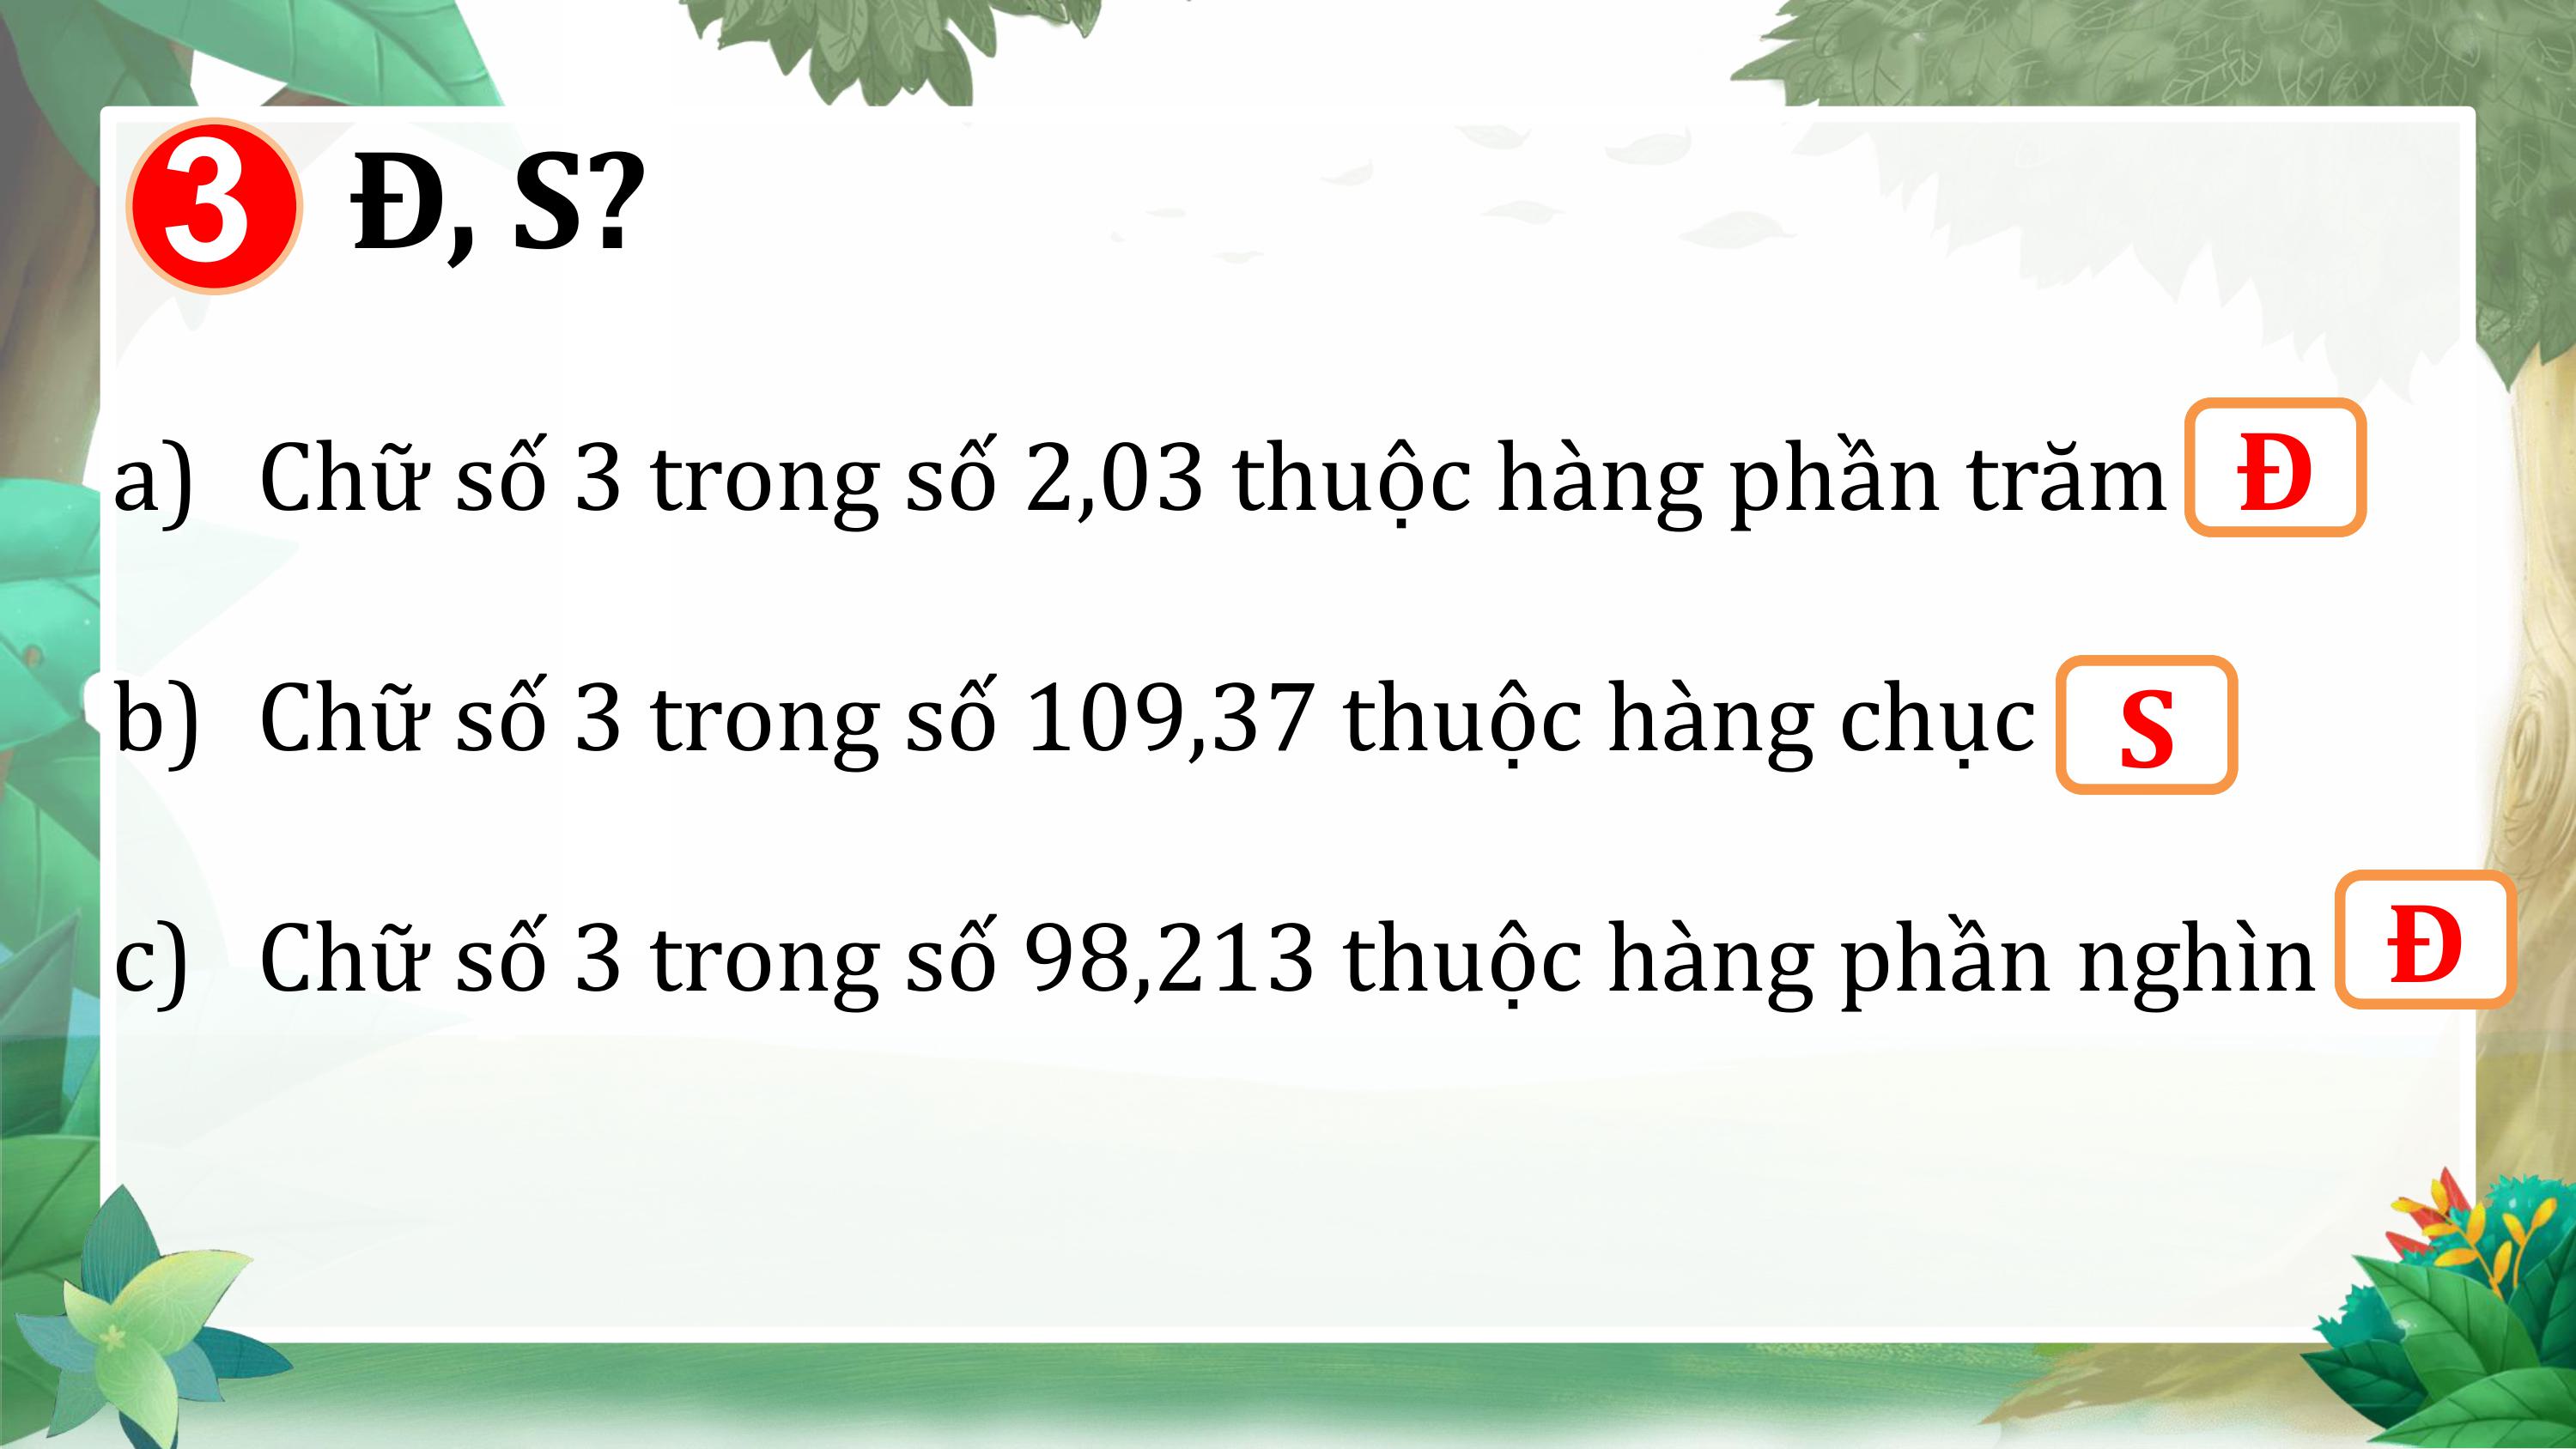 3 Đ, S?
a) Chữ số 3 trong số 2,03 thuộc hàng phần trăm Đ
b) Chữ số 3 trong số 109,37 thuộc hàng chục S
c) Chữ số 3 trong số 98,213 thuộc hàng phần nghìn Đ